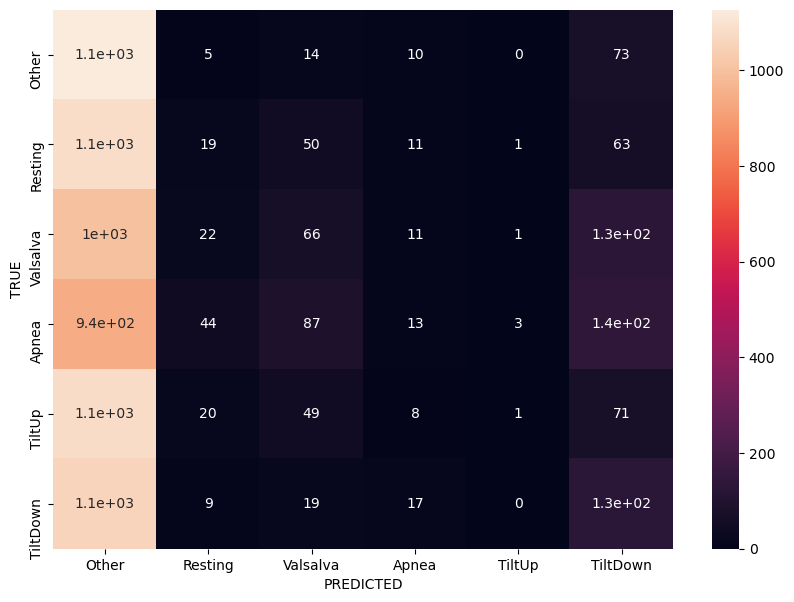 Other 1.1e+03 5 14 10 0 73
Resting 1.1e+03 19 50 11 1 63
Valsalva 1e+03 22 66 11 1 1.3e+02
Apnea 9.4e+02 44 87 13 3 1.4e+02
TiltUp 1.1e+03 20 49 8 1 71
TiltDown 1.1e+03 9 19 17 0 1.3e+02
TRUE
Other Resting Valsalva Apnea TiltUp TiltDown
PREDICTED
1000
800
600
400
200
0